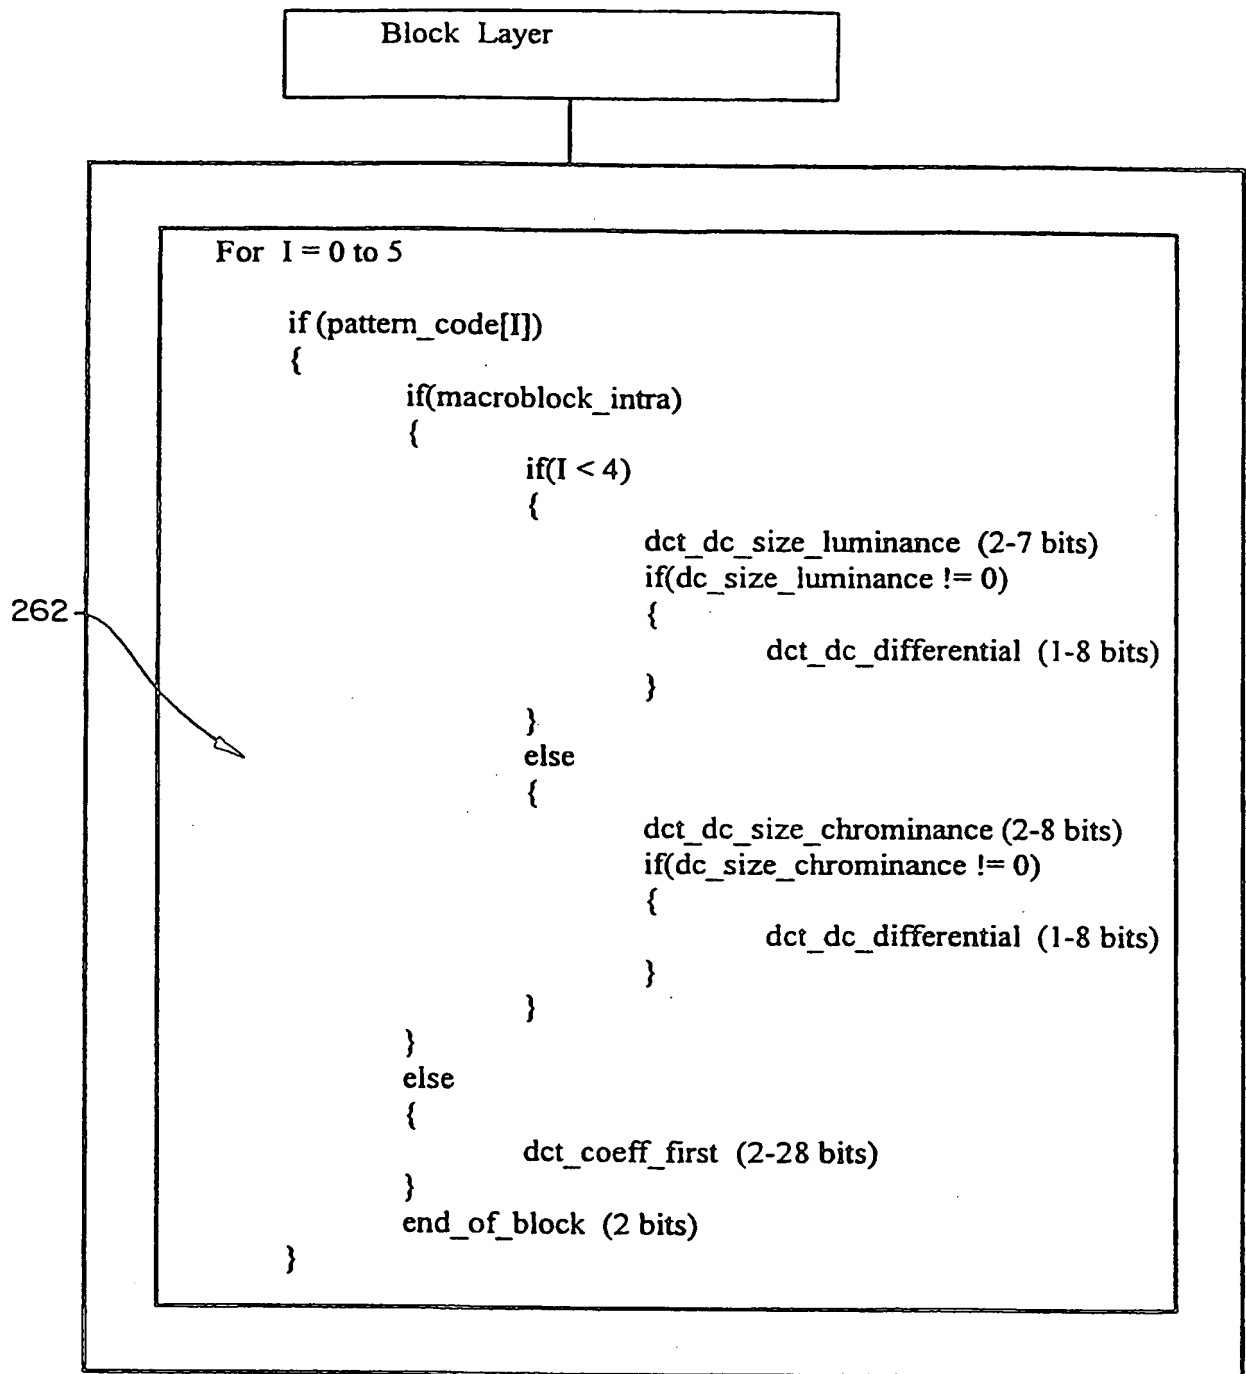 Block Layer
For I = 0 to 5
if (pattern_code[I])
{
if(macroblock_intra)
{
if(I < 4)
{
dct_dc_size_luminance (2-7 bits)
if(dc_size_luminance != 0)
{
dct_dc_differential (1-8 bits)
}
}
else
{
dct_dc_size_chrominance (2-8 bits)
if(dc_size_chrominance != 0)
{
dct_dc_differential (1-8 bits)
}
}
}
else
{
dct_coeff_first (2-28 bits)
}
end_of_block (2 bits)
}
262